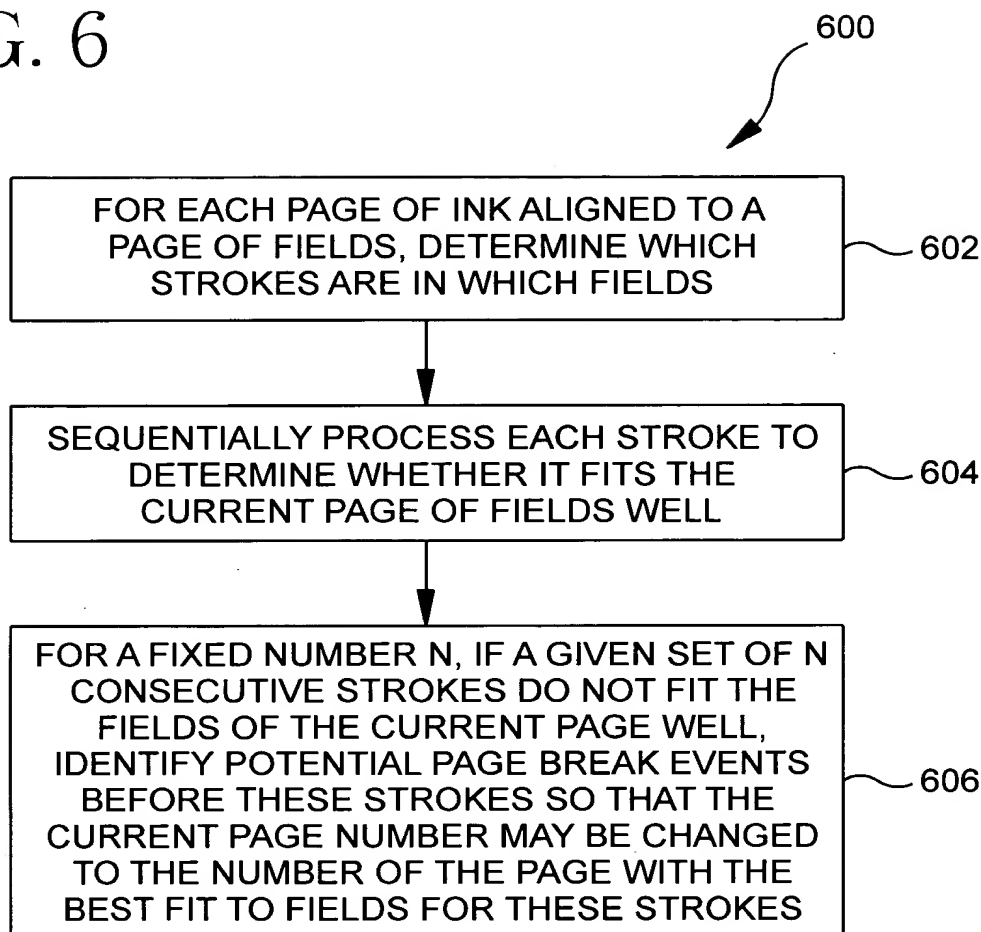 G. 6
600
FOR EACH PAGE OF INK ALIGNED TO A
PAGE OF FIELDS, DETERMINE WHICH
STROKES ARE IN WHICH FIELDS
602
SEQUENTIALLY PROCESS EACH STROKE TO
DETERMINE WHETHER IT FITS THE
CURRENT PAGE OF FIELDS WELL
604
FOR A FIXED NUMBER N, IF A GIVEN SET OF N
CONSECUTIVE STROKES DO NOT FIT THE
FIELDS OF THE CURRENT PAGE WELL,
IDENTIFY POTENTIAL PAGE BREAK EVENTS
BEFORE THESE STROKES SO THAT THE
CURRENT PAGE NUMBER MAY BE CHANGED
TO THE NUMBER OF THE PAGE WITH THE
BEST FIT TO FIELDS FOR THESE STROKES
606